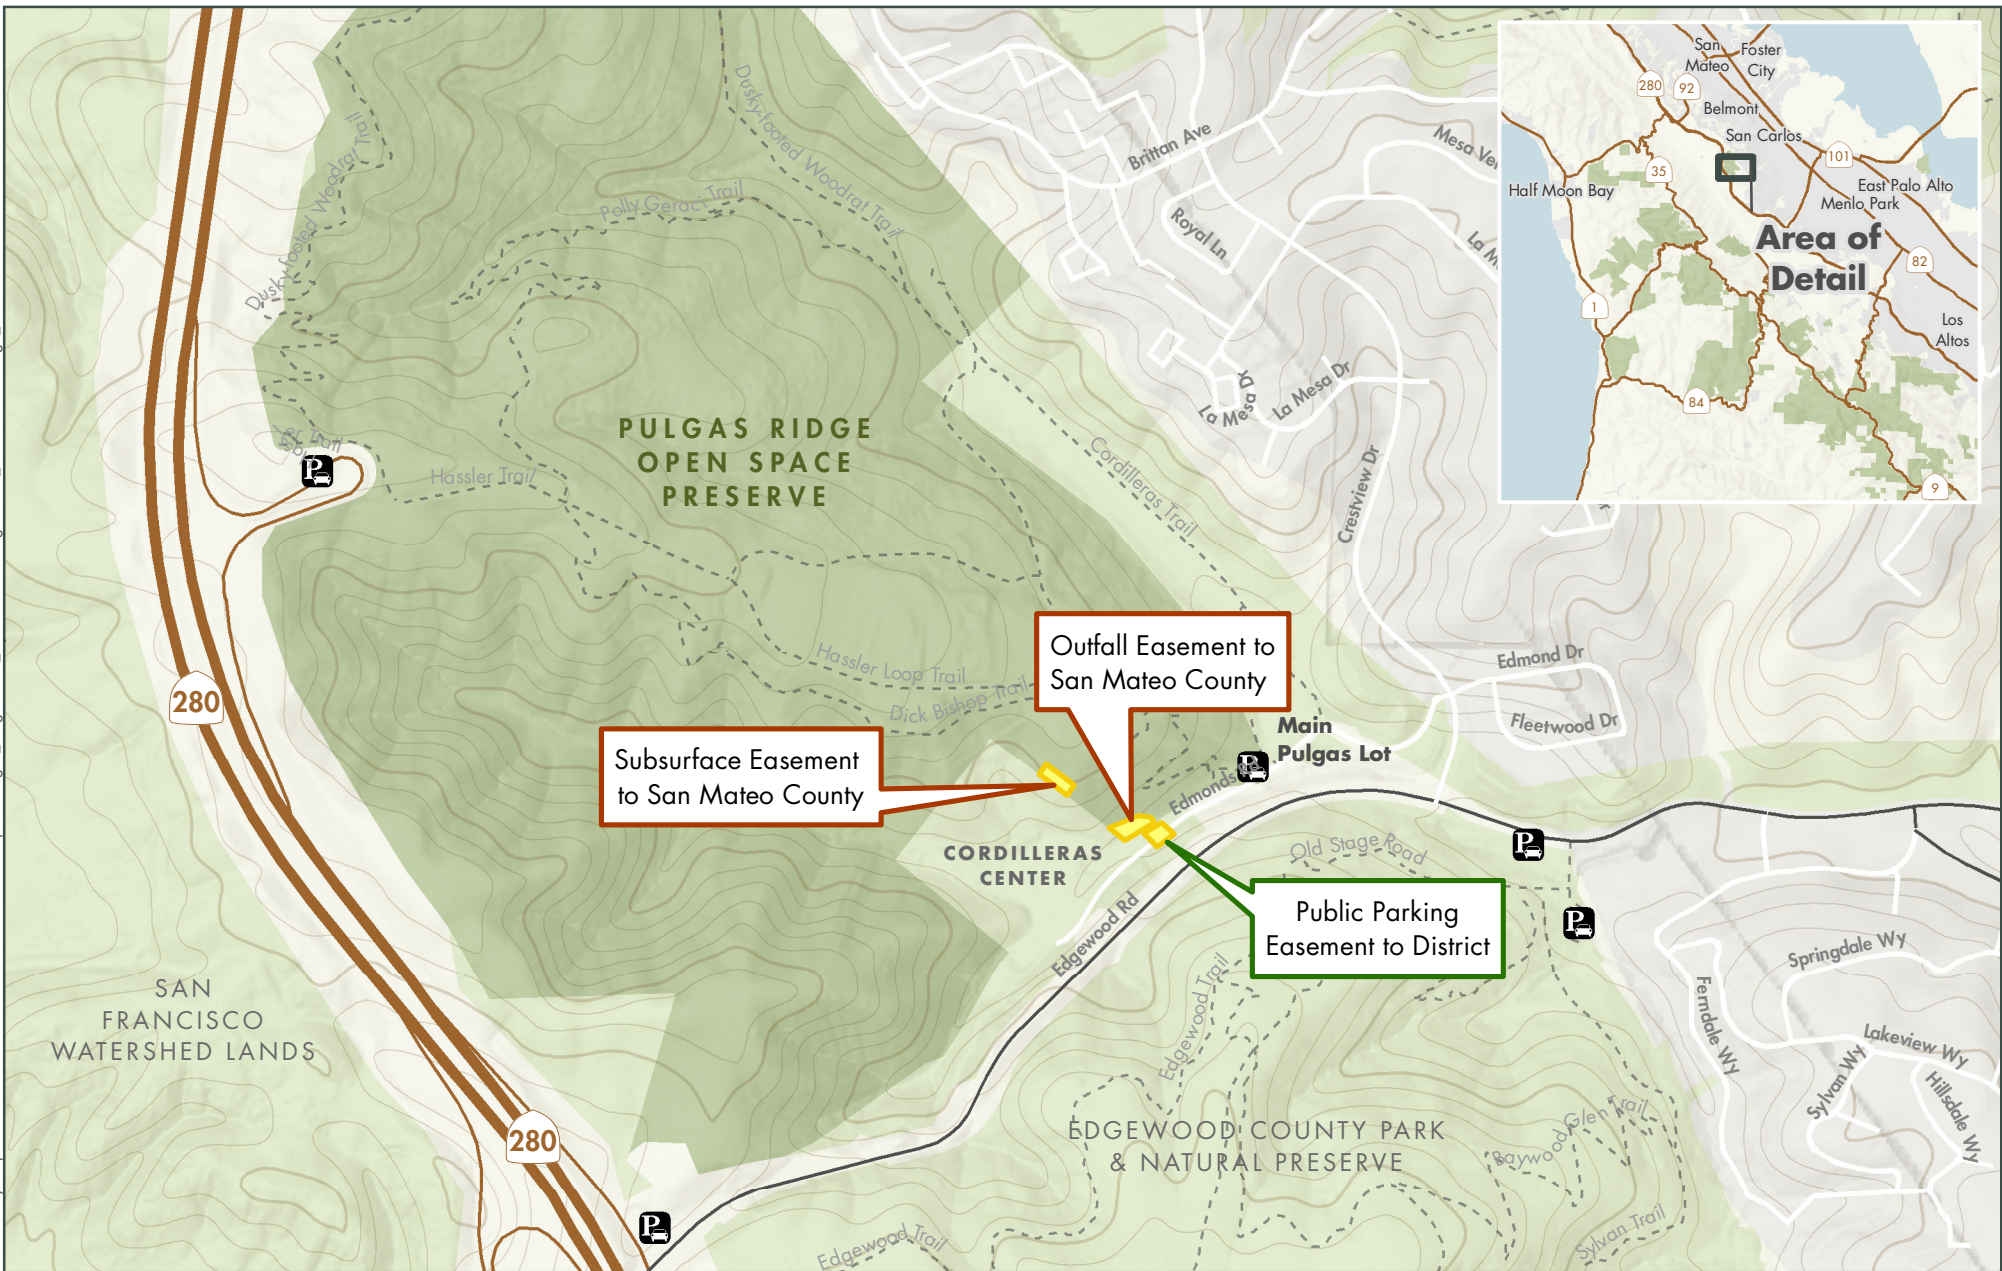 San
Mateo
Foster
City
280
92
Belmont
San Carlos
101
35
Half Moon Bay
East Palo Alto
Menlo Park
Area of
Detail
82
1
Los
Altos
84
9
Dusky-footed Woodrat Trail
Dusky-footed Woodrat Trail
Polly Geraci Trail
Brittan Ave
Royal Ln
La Mesa Dr
La Mesa Dr
Crestview Dr
PULGAS RIDGE
OPEN SPACE
PRESERVE
Hassler Trail
Cordilleras Trail
P
Outfall Easement to
San Mateo County
Hassler Loop Trail
Dick Bishop Trail
Edmond Dr
Fleetwood Dr
280
Main
Pulgas Lot
P
Subsurface Easement
to San Mateo County
CORDILLERAS
CENTER
Old Stage Road
P
Edgewood Rd
Public Parking
Easement to District
P
Springdale Wy
Ferndale Wy
Lakeview Wy
Sylvan Wy
Hillsdale Wy
SAN
FRANCISCO
WATERSHED LANDS
Edgewood Trail
280
EDGEWOOD COUNTY PARK
& NATURAL PRESERVE
Baywood Glen Trail
P
Edgewood Trail
Sylvan Trail